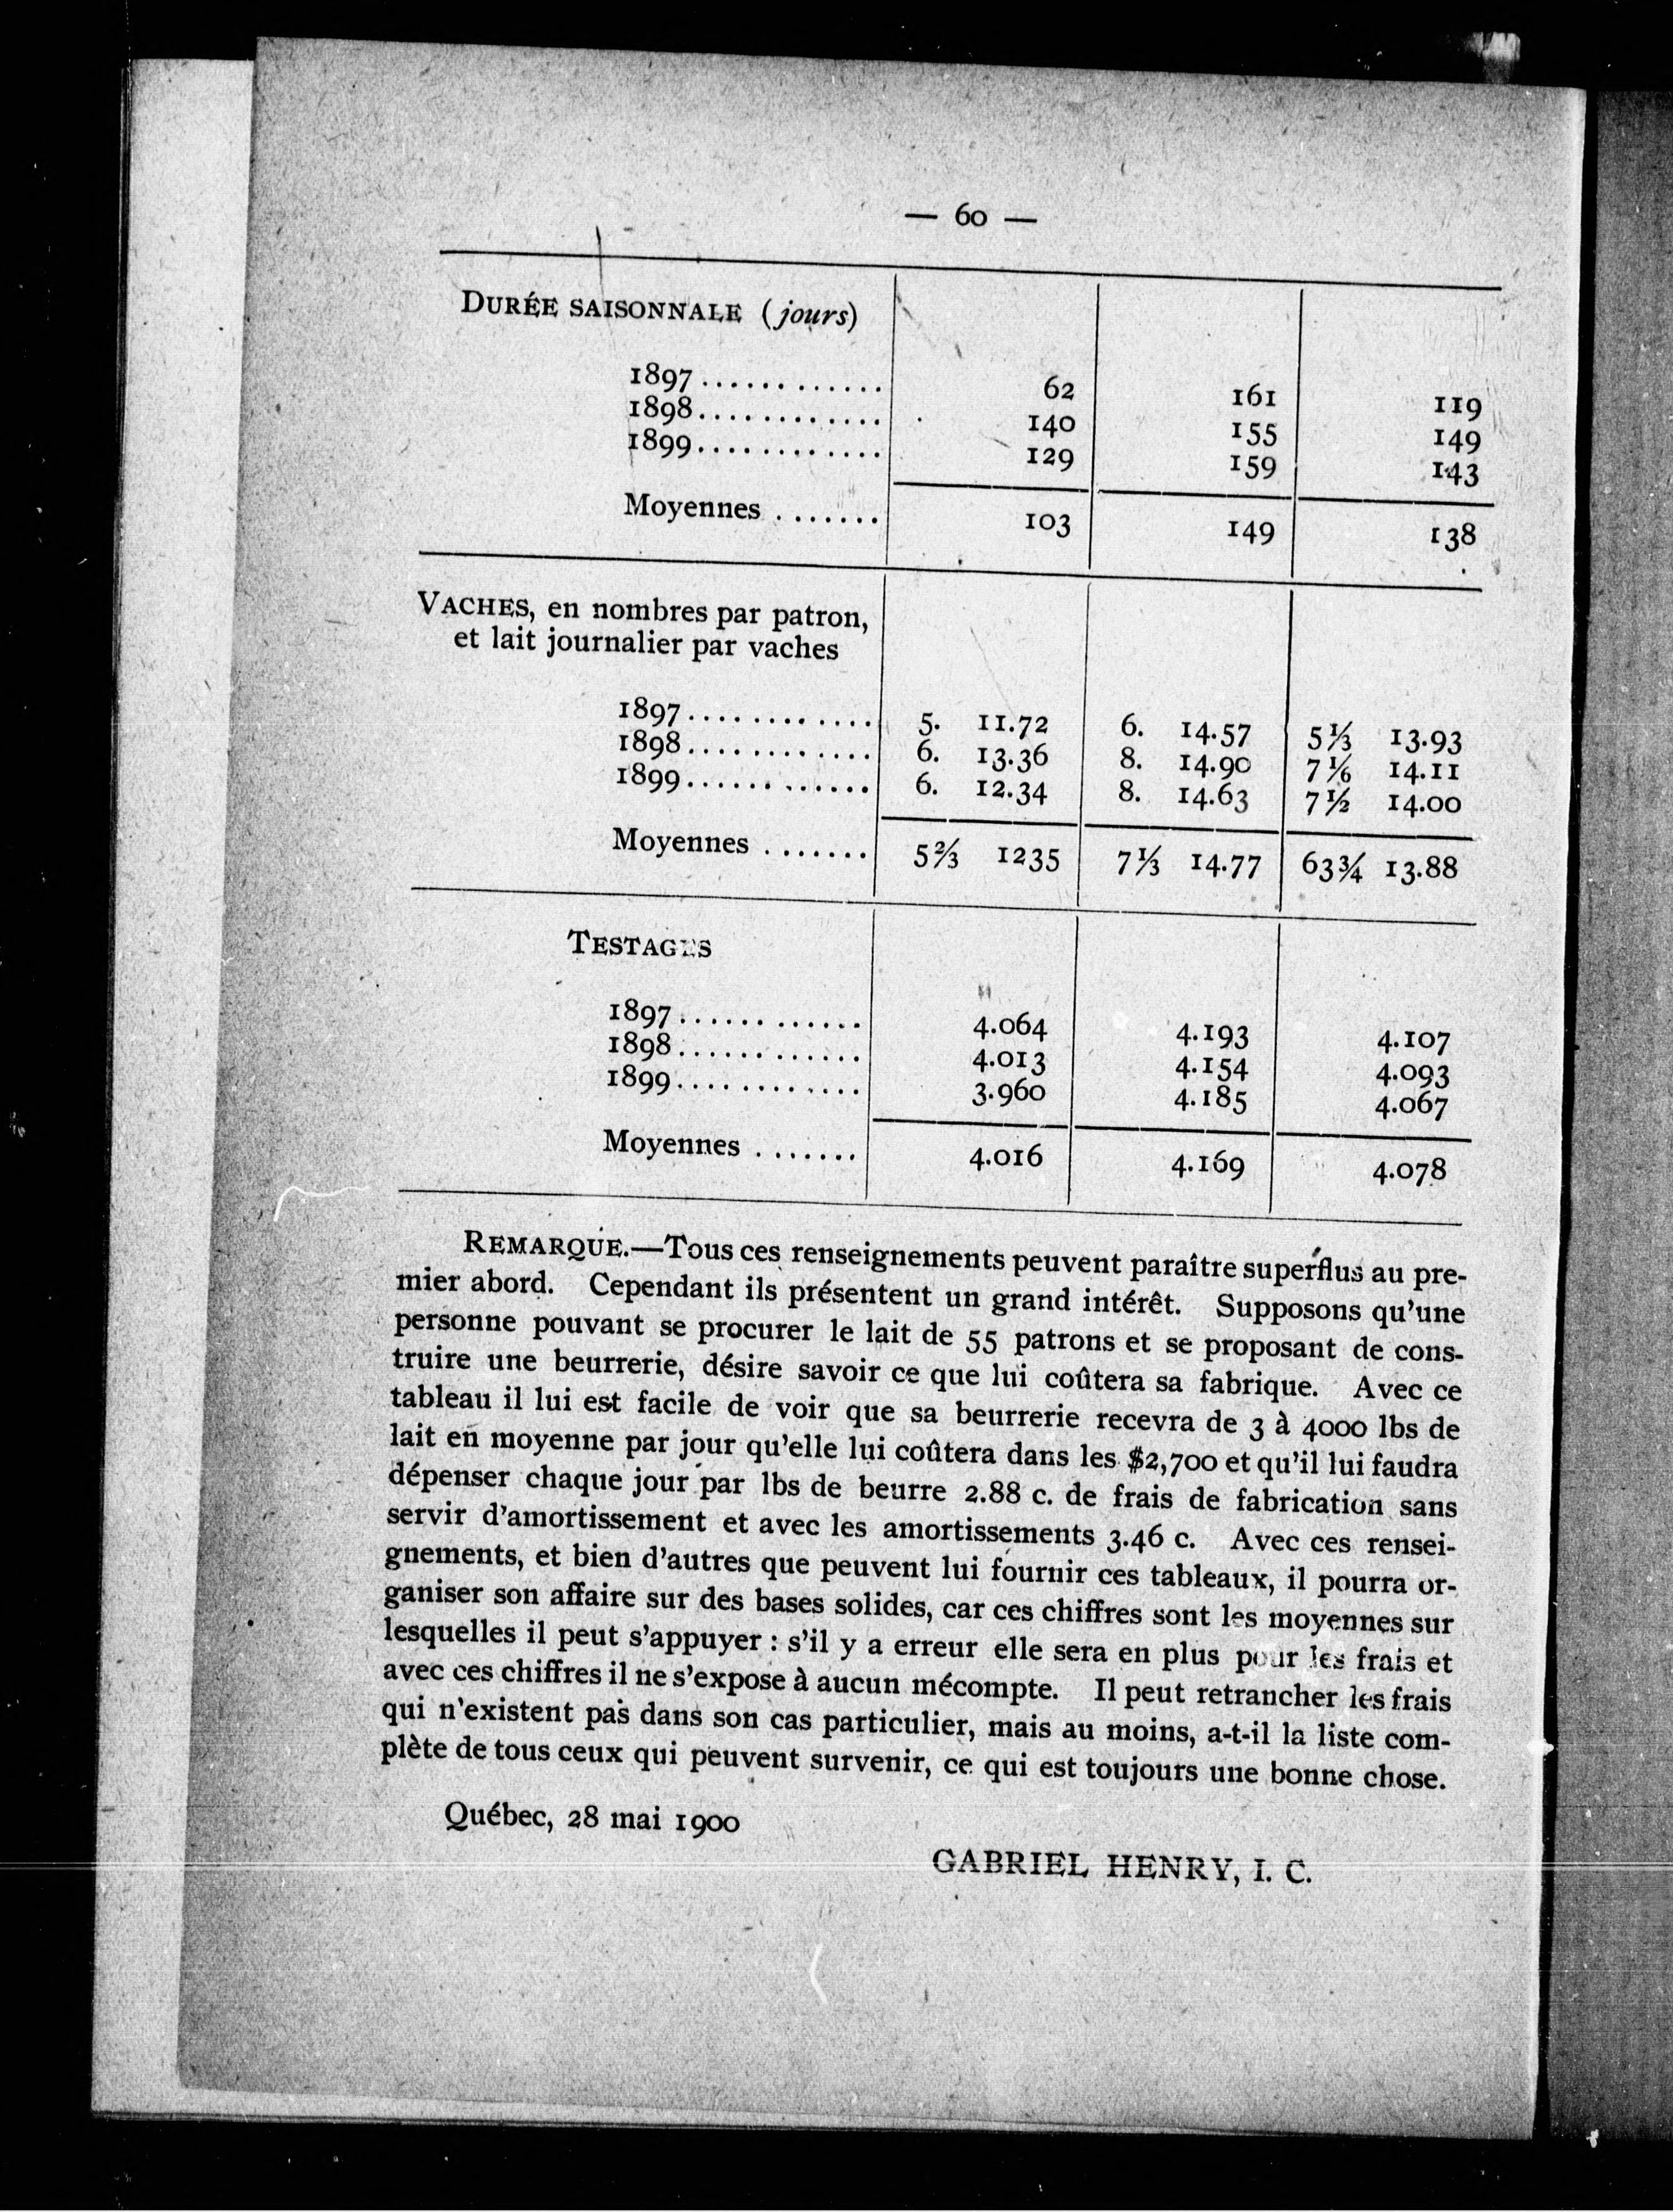 — 60 —
DURÉE SAISONNALE (jours)
1897............ 62 161 119
1898............. 140 155 149
1899............. 129 159 143
Moyennes ....... 103 149 138
VACHES, en nombres par patron,
et lait journalier par vaches
1897............. 5. 11.72 6. 14.57 5⅓ 13.93
1898............. 6. 13.36 8. 14.90 7⅙ 14.11
1899............. 6. 12.34 8. 14.63 7½ 14.00
Moyennes ....... 5⅔ 1235 7⅓ 14.77 63¾ 13.88
TESTAGES
1897............ 4.064 4.193 4.107
1898............ 4.013 4.154 4.093
1899............. 3.960 4.185 4.067
Moyennes ....... 4.016 4.169 4.078
REMARQUE.—Tous ces renseignements peuvent paraître superflus au pre-
mier abord. Cependant ils présentent un grand intérêt. Supposons qu'une
personne pouvant se procurer le lait de 55 patrons et se proposant de cons-
truire une beurrerie, désire savoir ce que lui coûtera sa fabrique. Avec ce
tableau il lui est facile de voir que sa beurrerie recevra de 3 à 4000 lbs de
lait en moyenne par jour qu'elle lui coûtera dans les $2,700 et qu'il lui faudra
dépenser chaque jour par lbs de beurre 2.88 c. de frais de fabrication sans
servir d'amortissement et avec les amortissements 3.46 c. Avec ces rensei-
gnements, et bien d'autres que peuvent lui fournir ces tableaux, il pourra or-
ganiser son affaire sur des bases solides, car ces chiffres sont les moyennes sur
lesquelles il peut s'appuyer : s'il y a erreur elle sera en plus pour les frais et
avec ces chiffres il ne s'expose à aucun mécompte. Il peut retrancher les frais
qui n'existent pas dans son cas particulier, mais au moins, a-t-il la liste com-
plète de tous ceux qui peuvent survenir, ce qui est toujours une bonne chose.
Québec, 28 mai 1900
GABRIEL HENRY, I. C.